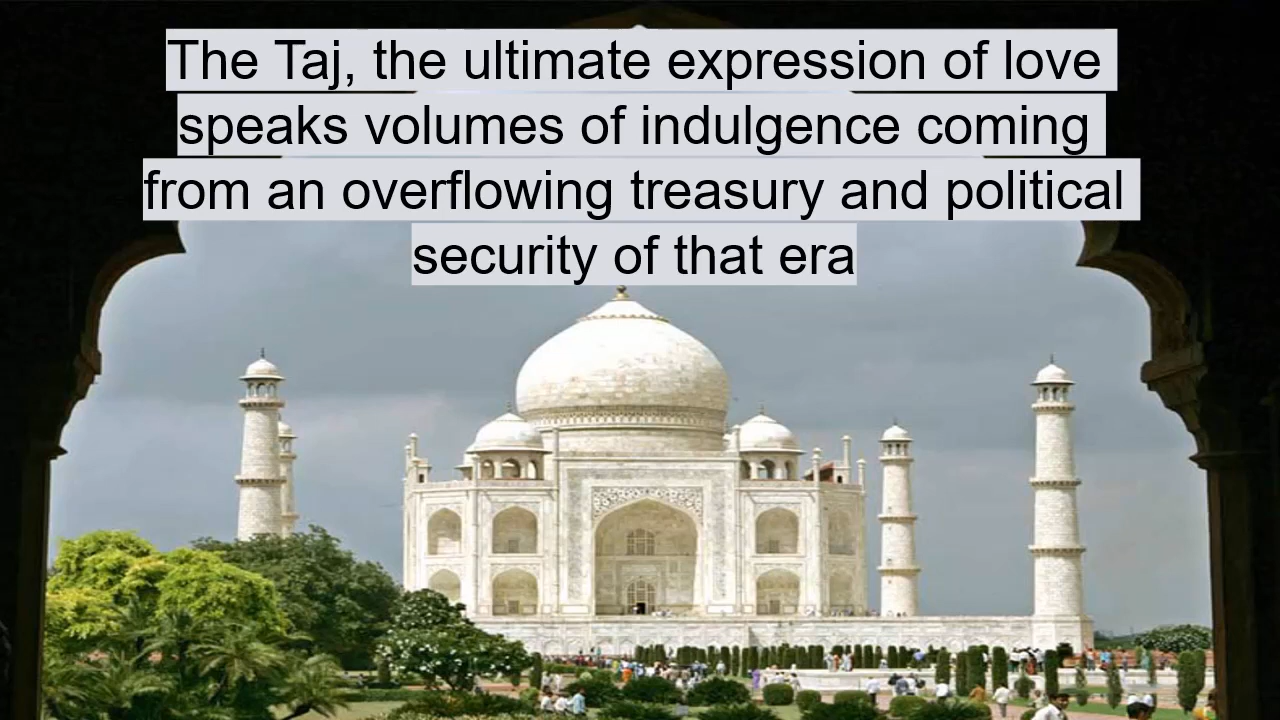 The Taj, the ultimate expression of love
speaks volumes of indulgence coming
from an overflowing treasury and political
security of that era